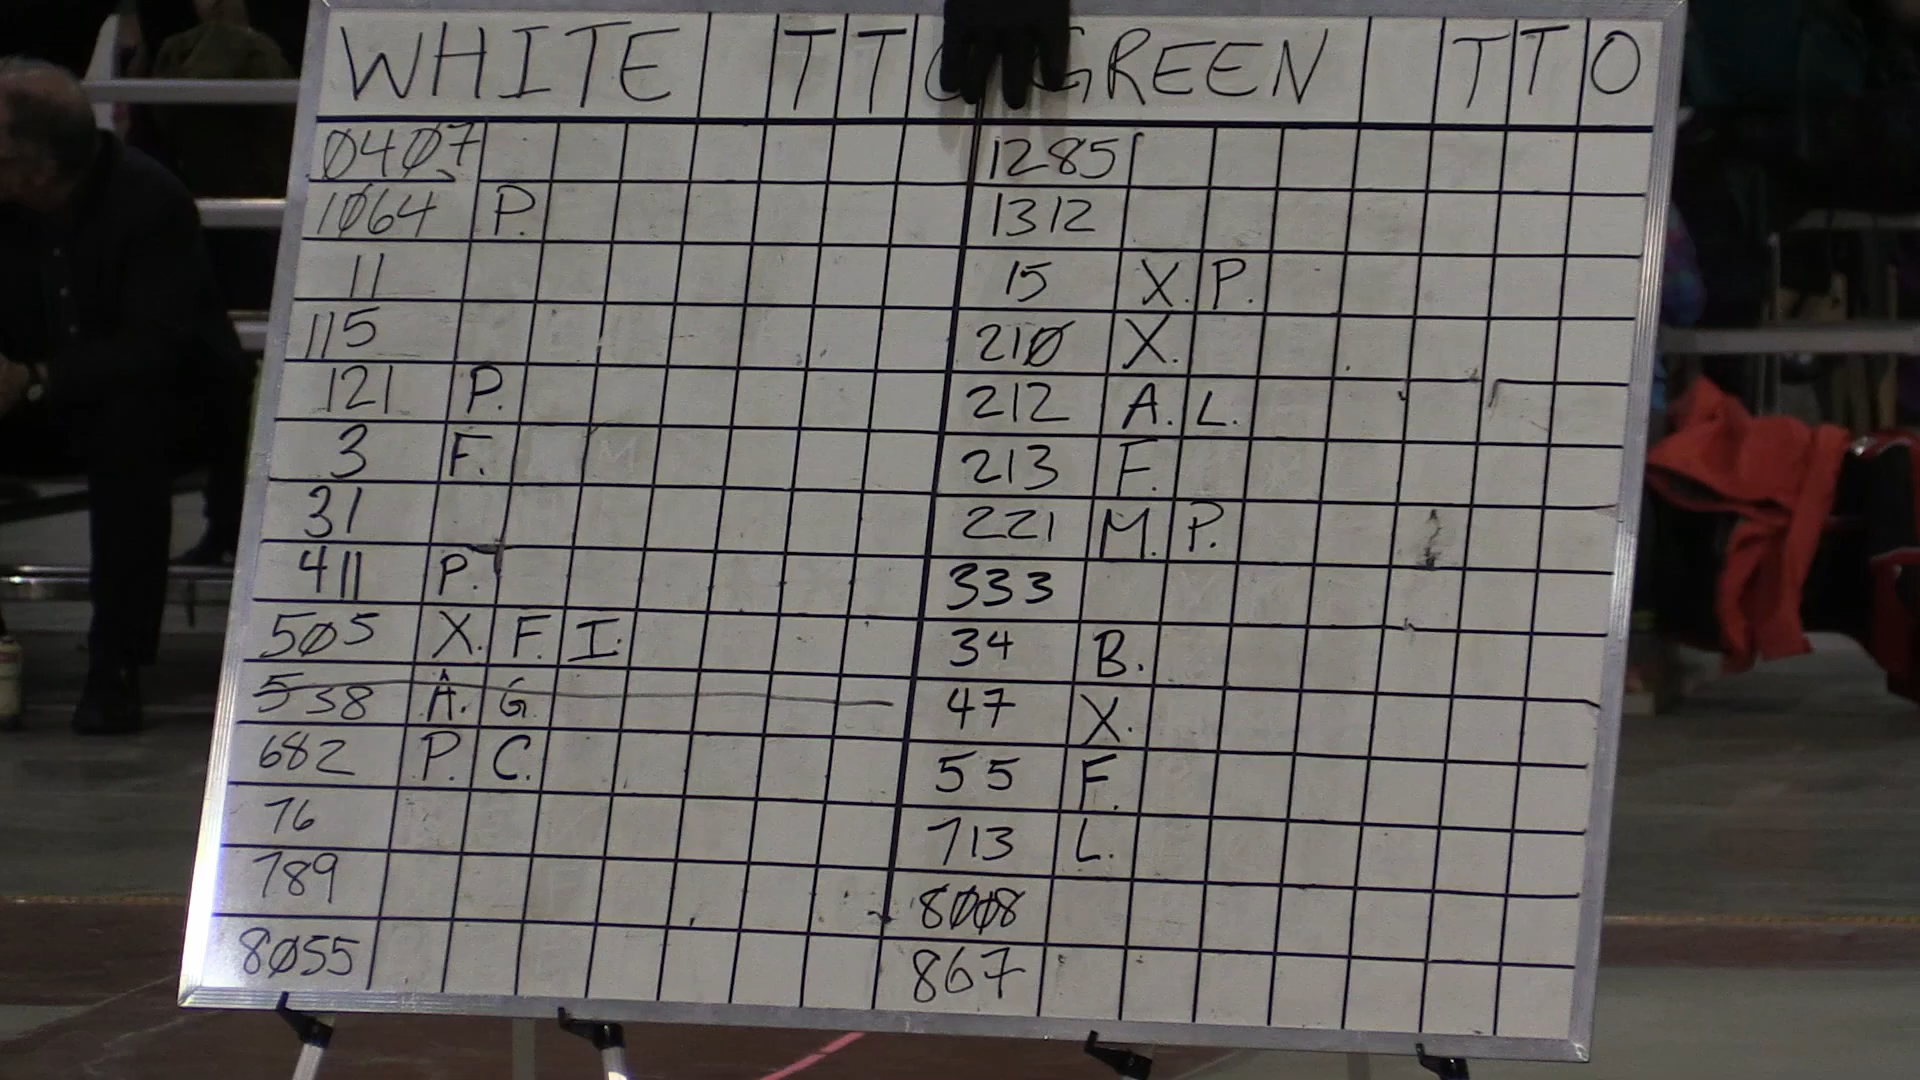 WHITE T T O GREEN T T O
0407 1285
1064 P. 1312
11 15 X. P.
115 210 X.
121 P. 212 A. L.
3 F. 213 F.
31 221 M. P.
411 P. 333
505 X. F. I. 34 B.
538 A. G. 47 X.
682 P. C. 55 F.
76 713 L.
789 8008
8055 867